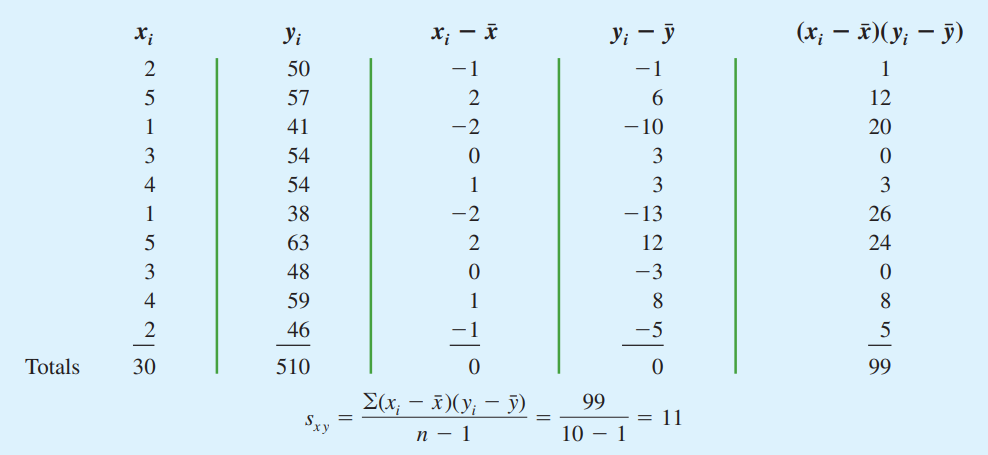 xᵢ yᵢ xᵢ − x̄ yᵢ − ȳ (xᵢ − x̄)(yᵢ − ȳ)
2 50 −1 −1 1
5 57 2 6 12
1 41 −2 −10 20
3 54 0 3 0
4 54 1 3 3
1 38 −2 −13 26
5 63 2 12 24
3 48 0 −3 0
4 59 1 8 8
2 46 −1 −5 5
Totals 30 510 0 0 99
sₓᵧ = Σ(xᵢ − x̄)(yᵢ − ȳ) / n − 1 = 99 / 10 − 1 = 11